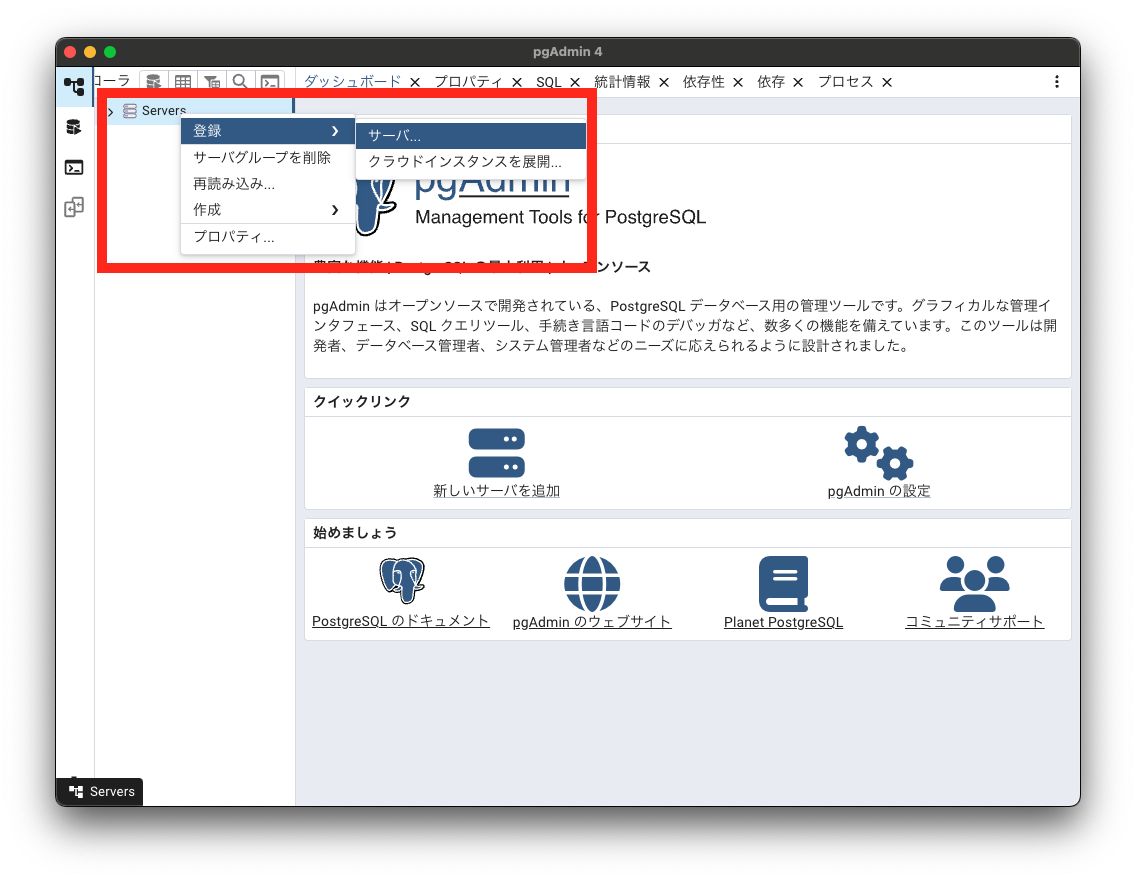 pgAdmin 4
コーラ
ダッシュボード
プロパティ
SQL
統計情報
依存性
依存
プロセス
Servers
登録
サーバグループを削除
再読み込み...
作成
プロパティ...
サーバ...
クラウドインスタンスを展開...
pgAdmin
Management Tools for PostgreSQL
ンソース
pgAdmin はオープンソースで開発されている、PostgreSQL データベース用の管理ツールです。グラフィカルな管理イ
ンタフェース、SQL クエリツール、手続き言語コードのデバッガなど、数多くの機能を備えています。このツールは開
発者、データベース管理者、システム管理者などのニーズに応えられるように設計されました。
クイックリンク
新しいサーバを追加
pgAdmin の設定
始めましょう
PostgreSQL のドキュメント
pgAdmin のウェブサイト
Planet PostgreSQL
コミュニティサポート
Servers